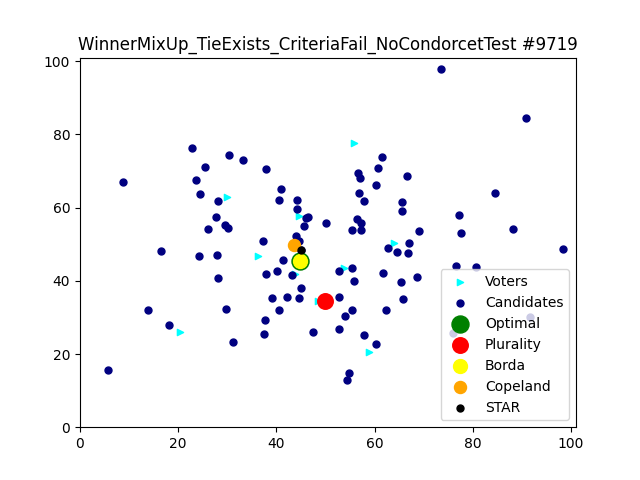 WinnerMixUp_TieExists_CriteriaFail_NoCondorcetTest #9719
100
80
60
40
20
0
0 20 40 60 80 100
Voters
Candidates
Optimal
Plurality
Borda
Copeland
STAR